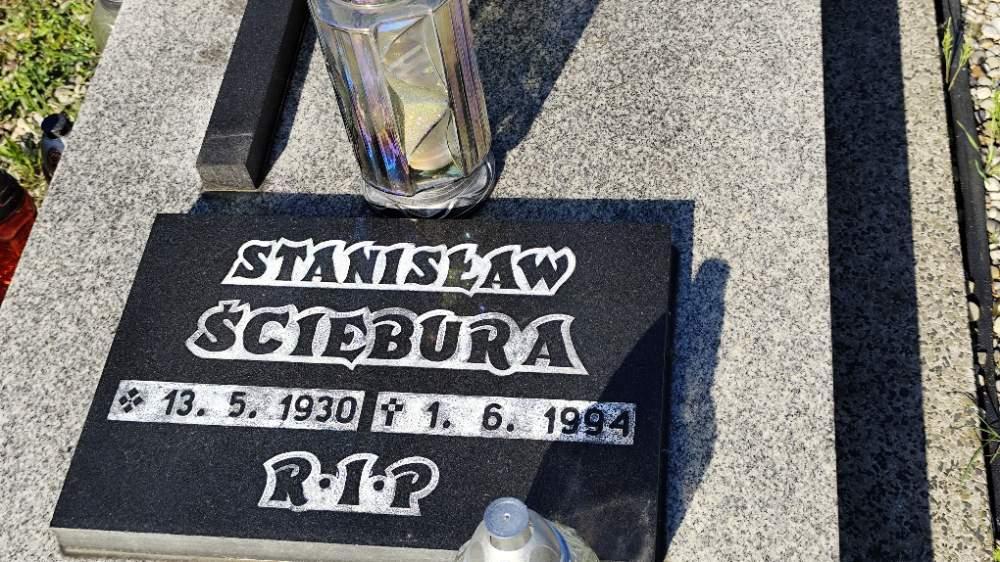 STANISŁAW
ŚCIEBURA
13. 5. 1930 † 1. 6. 1994
R·I·P